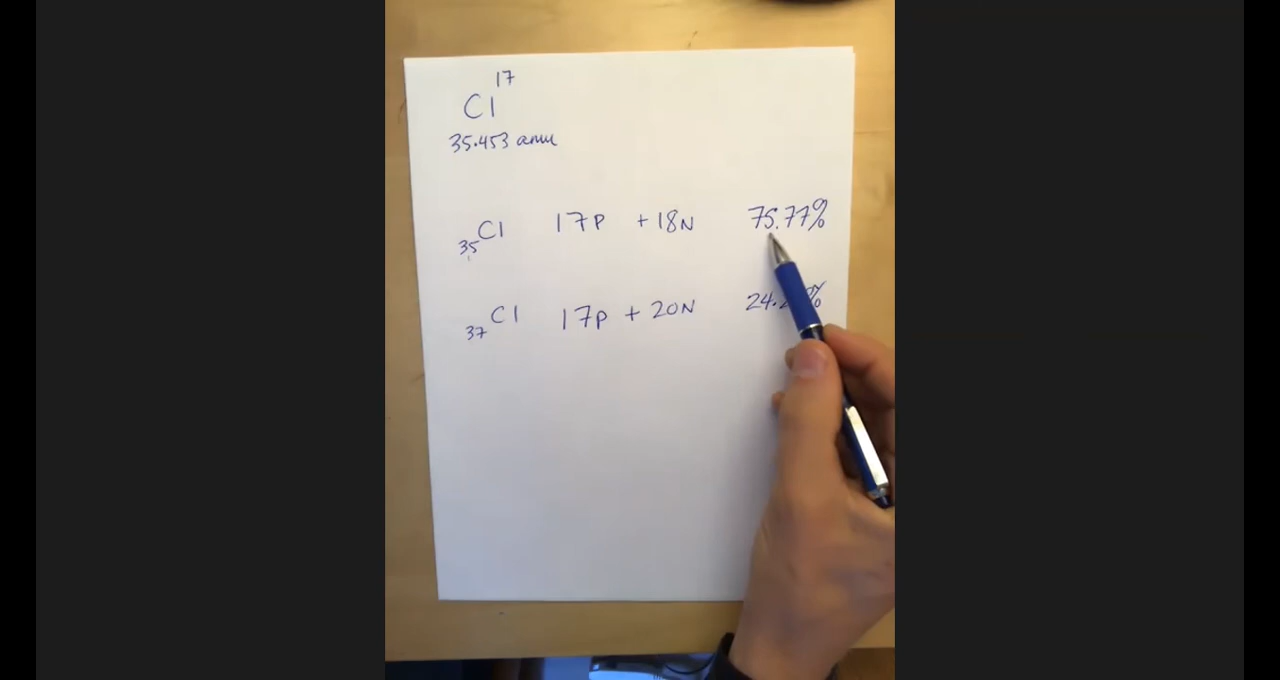 17
Cl
35.453 amu
35Cl 17P + 18N 75.77%
37Cl 17P + 20N